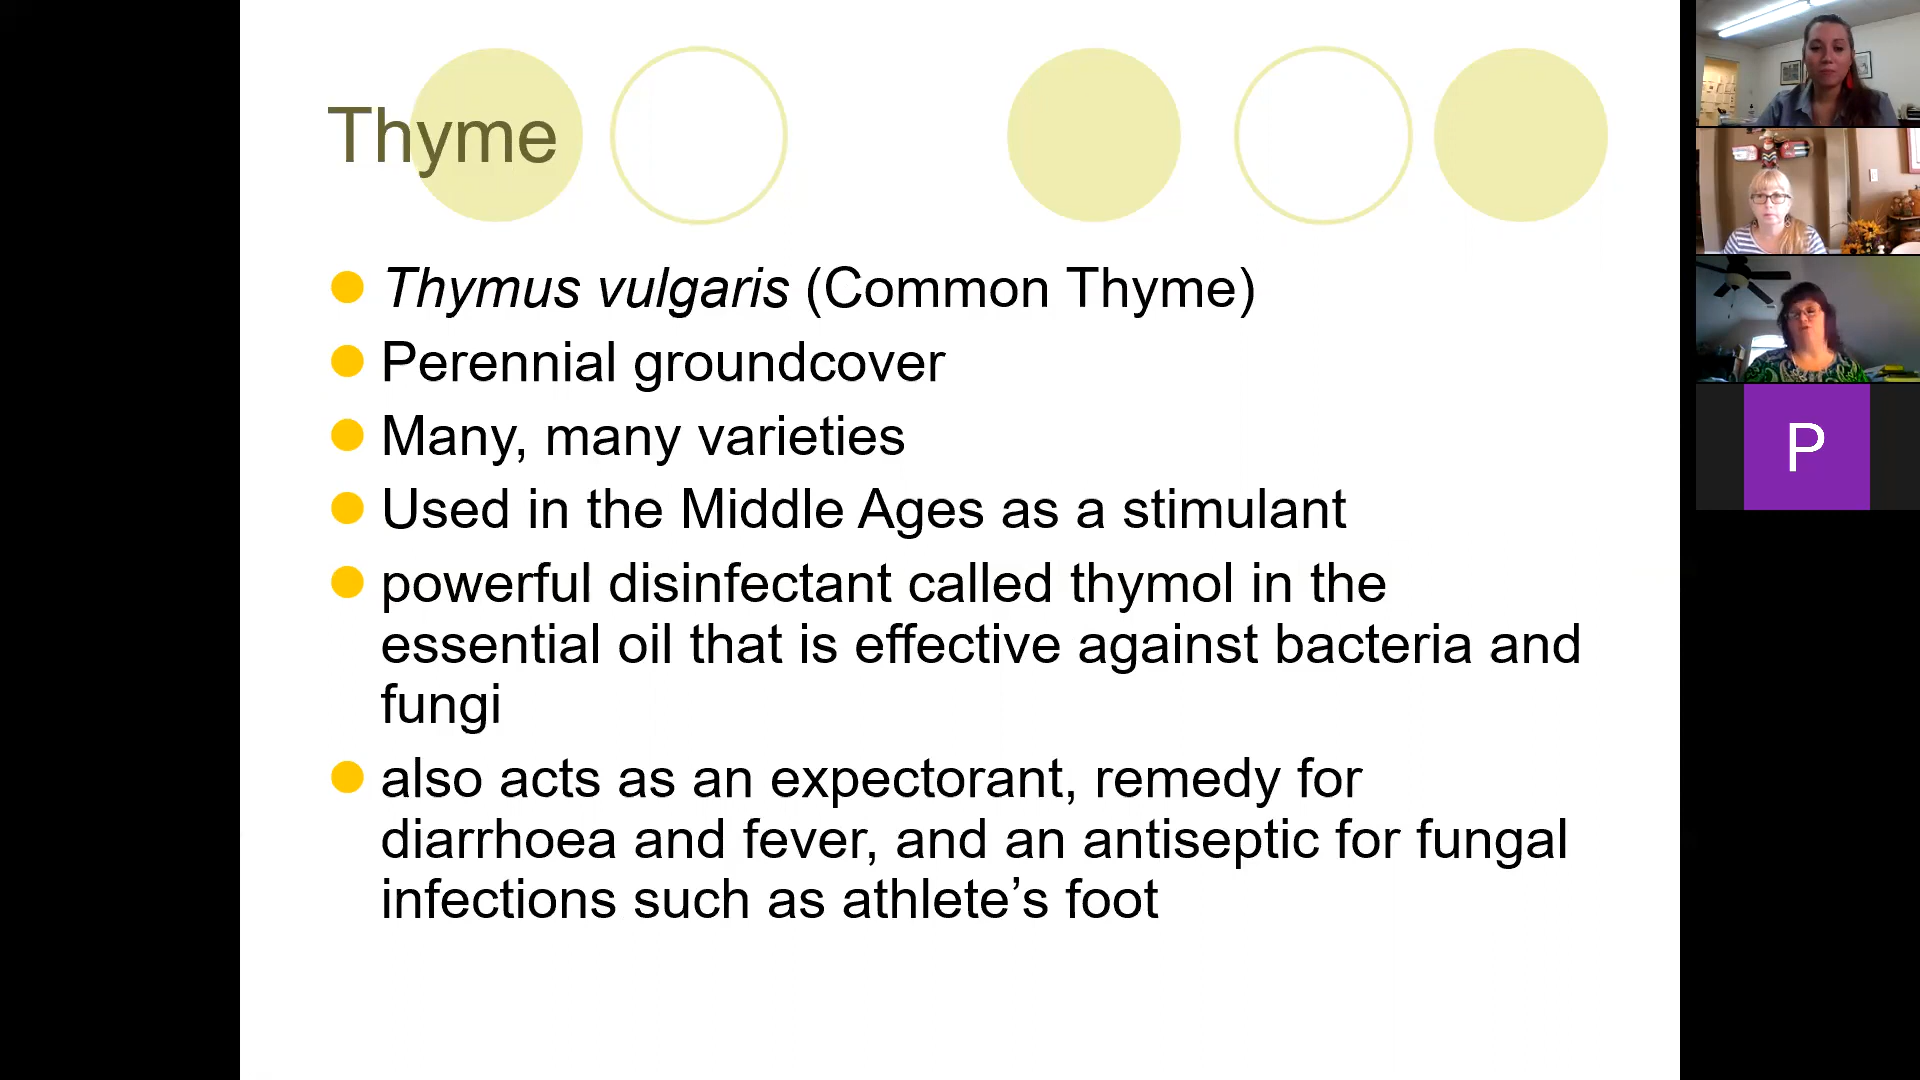 Thyme
Thymus vulgaris (Common Thyme)
Perennial groundcover
Many, many varieties
Used in the Middle Ages as a stimulant
powerful disinfectant called thymol in the
essential oil that is effective against bacteria and
fungi
also acts as an expectorant, remedy for
diarrhoea and fever, and an antiseptic for fungal
infections such as athlete’s foot
P